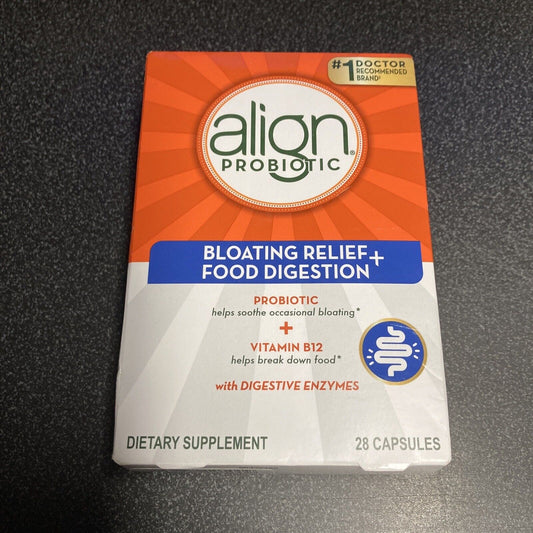 #1 DOCTOR
RECOMMENDED
BRAND‡
align®
PROBIOTIC
BLOATING RELIEF +
FOOD DIGESTION
PROBIOTIC
helps soothe occasional bloating*
+
VITAMIN B12
helps break down food*
with DIGESTIVE ENZYMES
DIETARY SUPPLEMENT
28 CAPSULES